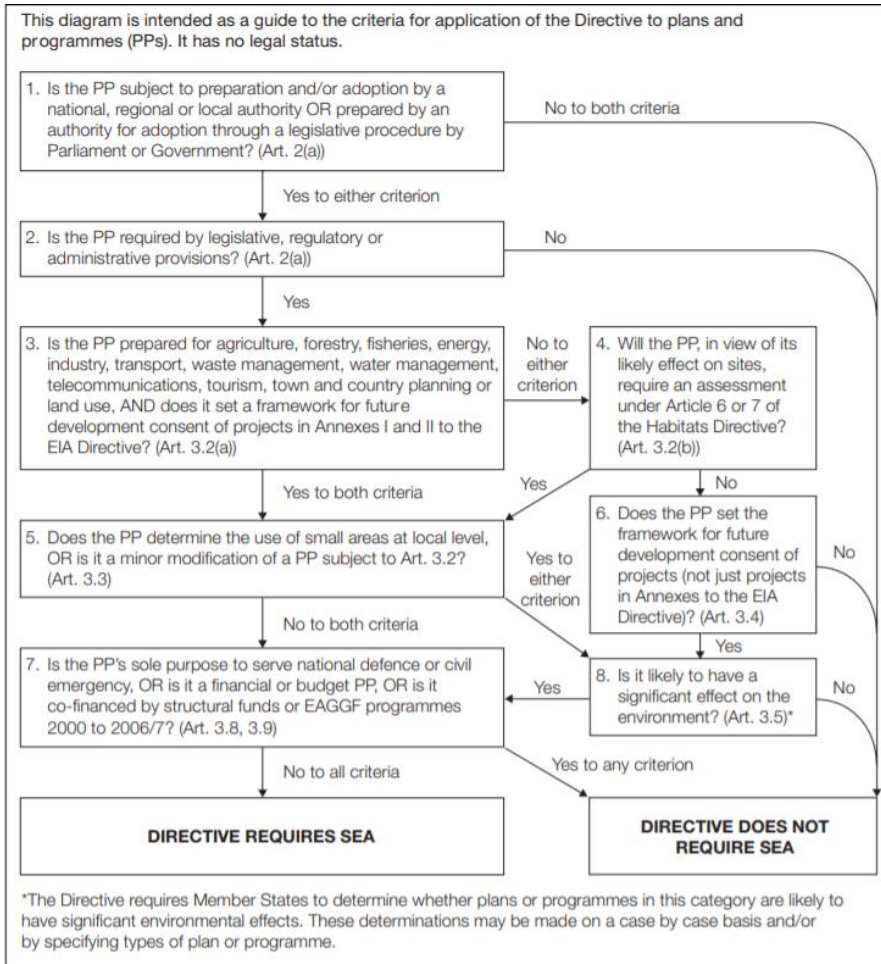 This diagram is intended as a guide to the criteria for application of the Directive to plans and
programmes (PPs). It has no legal status.
1. Is the PP subject to preparation and/or adoption by a
national, regional or local authority OR prepared by an
authority for adoption through a legislative procedure by
Parliament or Government? (Art. 2(a))
No to both criteria
Yes to either criterion
2. Is the PP required by legislative, regulatory or
administrative provisions? (Art. 2(a))
No
Yes
3. Is the PP prepared for agriculture, forestry, fisheries, energy,
industry, transport, waste management, water management,
telecommunications, tourism, town and country planning or
land use, AND does it set a framework for future
development consent of projects in Annexes I and II to the
EIA Directive? (Art. 3.2(a))
No to
either
criterion
4. Will the PP, in view of its
likely effect on sites,
require an assessment
under Article 6 or 7 of
the Habitats Directive?
(Art. 3.2(b))
Yes to both criteria
Yes
No
5. Does the PP determine the use of small areas at local level,
OR is it a minor modification of a PP subject to Art. 3.2?
(Art. 3.3)
Yes to
either
criterion
6. Does the PP set the
framework for future
development consent of
projects (not just projects
in Annexes to the EIA
Directive)? (Art. 3.4)
No
No to both criteria
Yes
7. Is the PP's sole purpose to serve national defence or civil
emergency, OR is it a financial or budget PP, OR is it
co-financed by structural funds or EAGGF programmes
2000 to 2006/7? (Art. 3.8, 3.9)
Yes
8. Is it likely to have a
significant effect on the
environment? (Art. 3.5)*
No
No to all criteria
Yes to any criterion
DIRECTIVE REQUIRES SEA
DIRECTIVE DOES NOT
REQUIRE SEA
*The Directive requires Member States to determine whether plans or programmes in this category are likely to
have significant environmental effects. These determinations may be made on a case by case basis and/or
by specifying types of plan or programme.